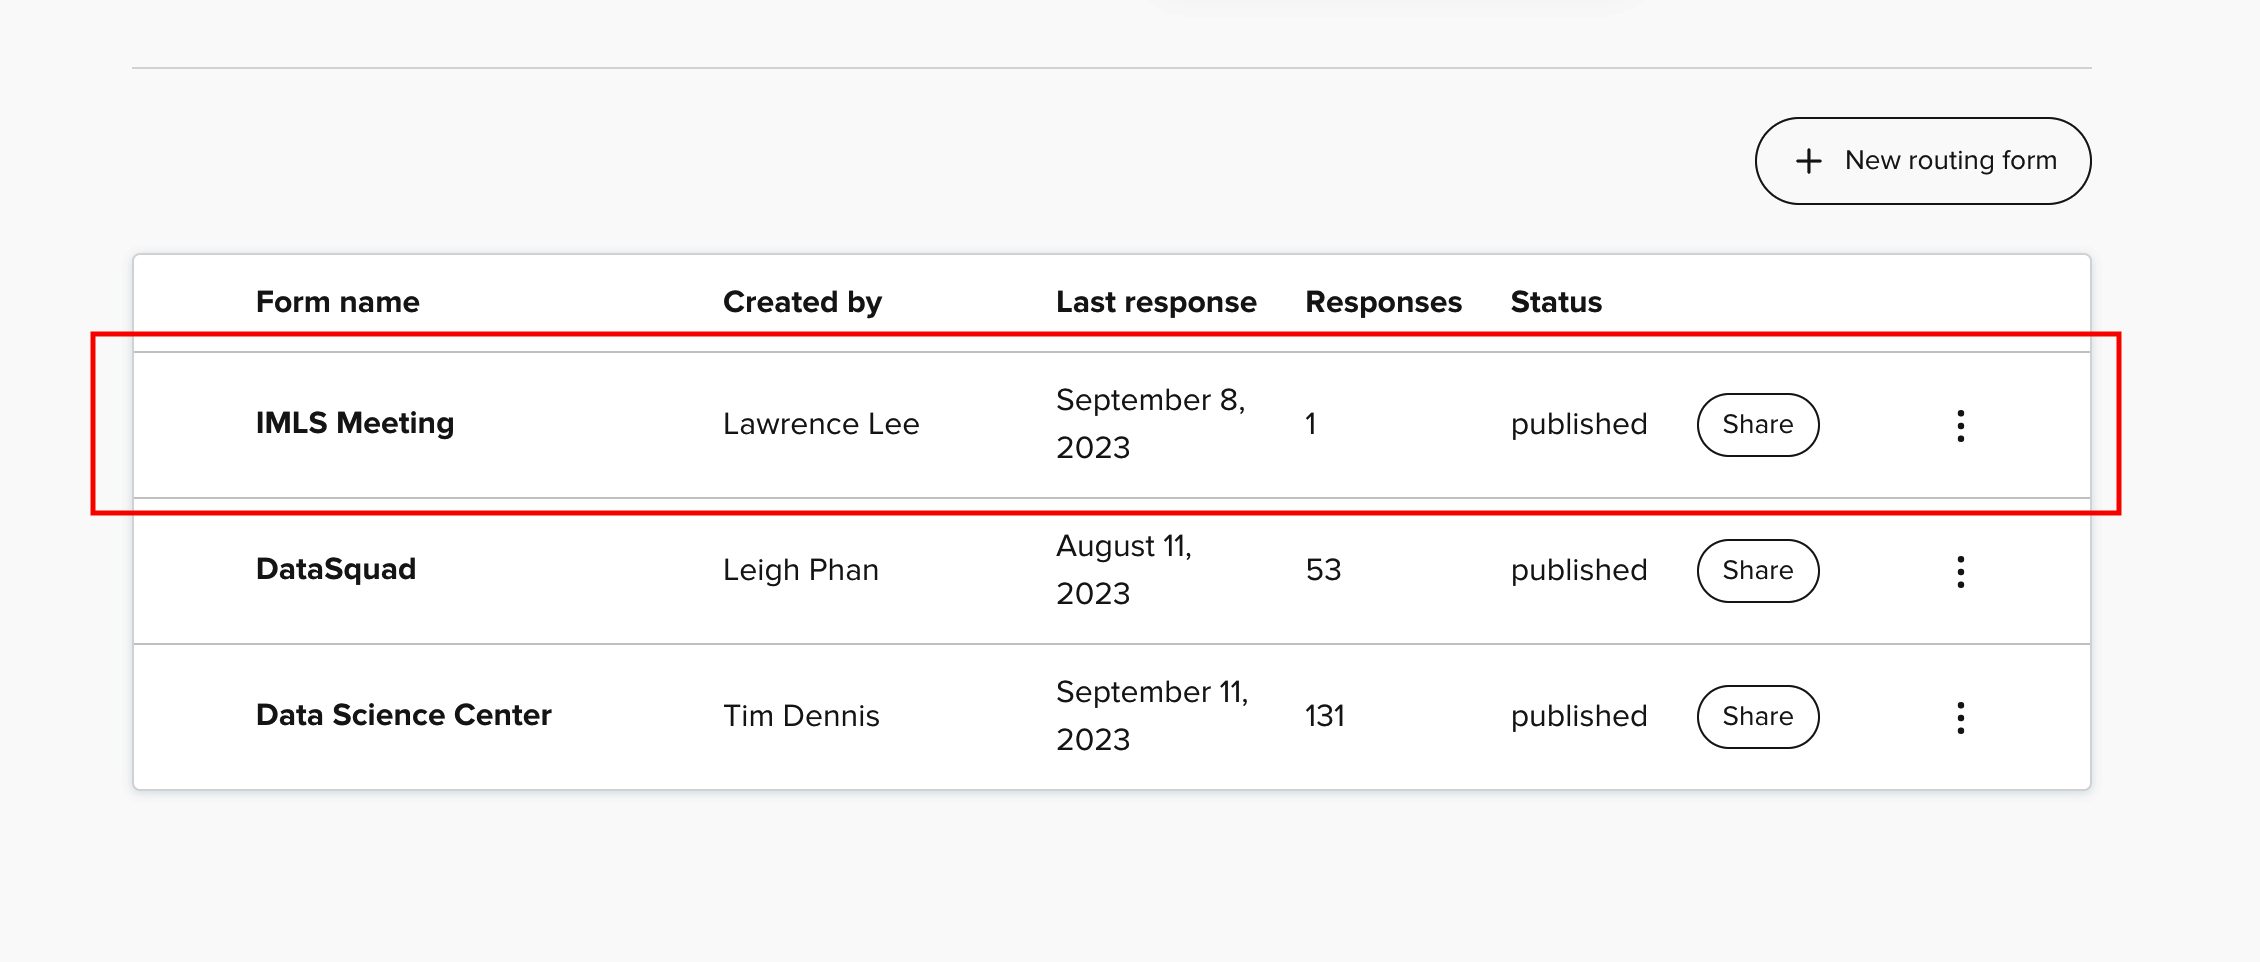 + New routing form
Form name Created by Last response Responses Status
IMLS Meeting Lawrence Lee September 8, 1 published Share
2023
DataSquad Leigh Phan August 11, 53 published Share
2023
Data Science Center Tim Dennis September 11, 131 published Share
2023